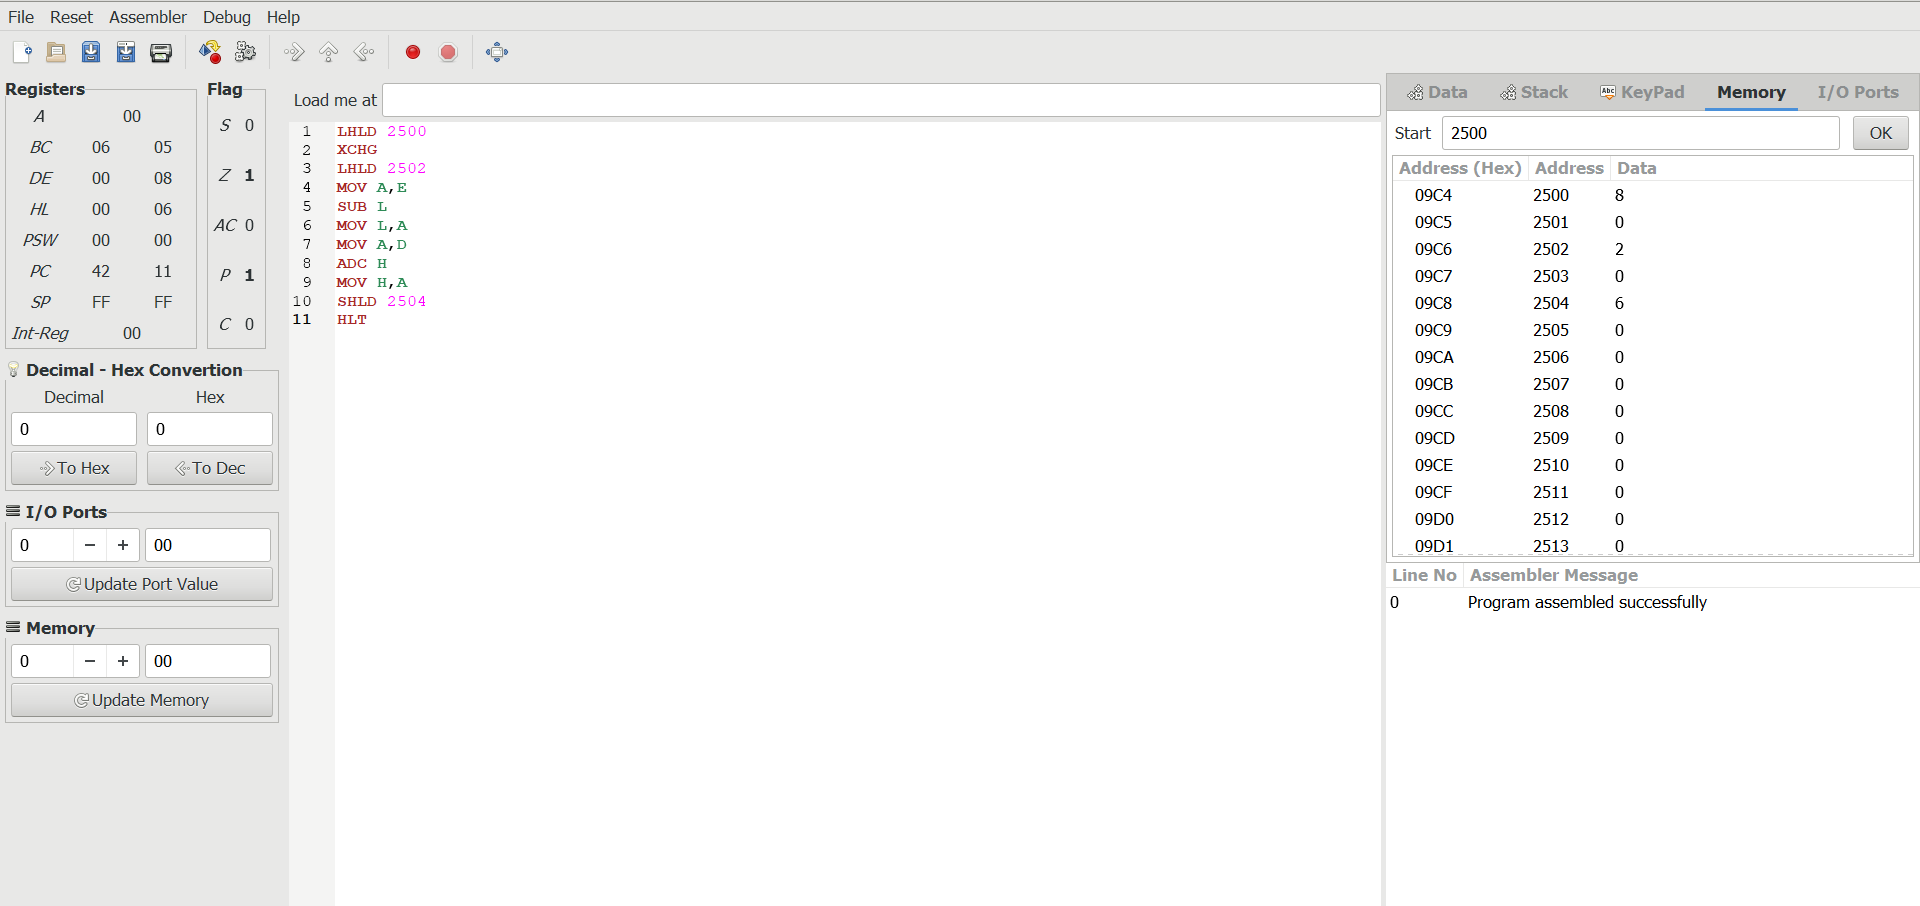 File Reset Assembler Debug Help
Registers
A 00
BC 06 05
DE 00 08
HL 00 06
PSW 00 00
PC 42 11
SP FF FF
Int-Reg 00
Flag
S 0
Z 1
AC 0
P 1
C 0
Decimal - Hex Convertion
Decimal Hex
0 0
To Hex To Dec
I/O Ports
0 − + 00
Update Port Value
Memory
0 − + 00
Update Memory
Load me at
1 LHLD 2500
2 XCHG
3 LHLD 2502
4 MOV A,E
5 SUB L
6 MOV L,A
7 MOV A,D
8 ADC H
9 MOV H,A
10 SHLD 2504
11 HLT
Data Stack Abc KeyPad Memory I/O Ports
Start 2500 OK
Address (Hex) Address Data
09C4 2500 8
09C5 2501 0
09C6 2502 2
09C7 2503 0
09C8 2504 6
09C9 2505 0
09CA 2506 0
09CB 2507 0
09CC 2508 0
09CD 2509 0
09CE 2510 0
09CF 2511 0
09D0 2512 0
09D1 2513 0
Line No Assembler Message
0 Program assembled successfully